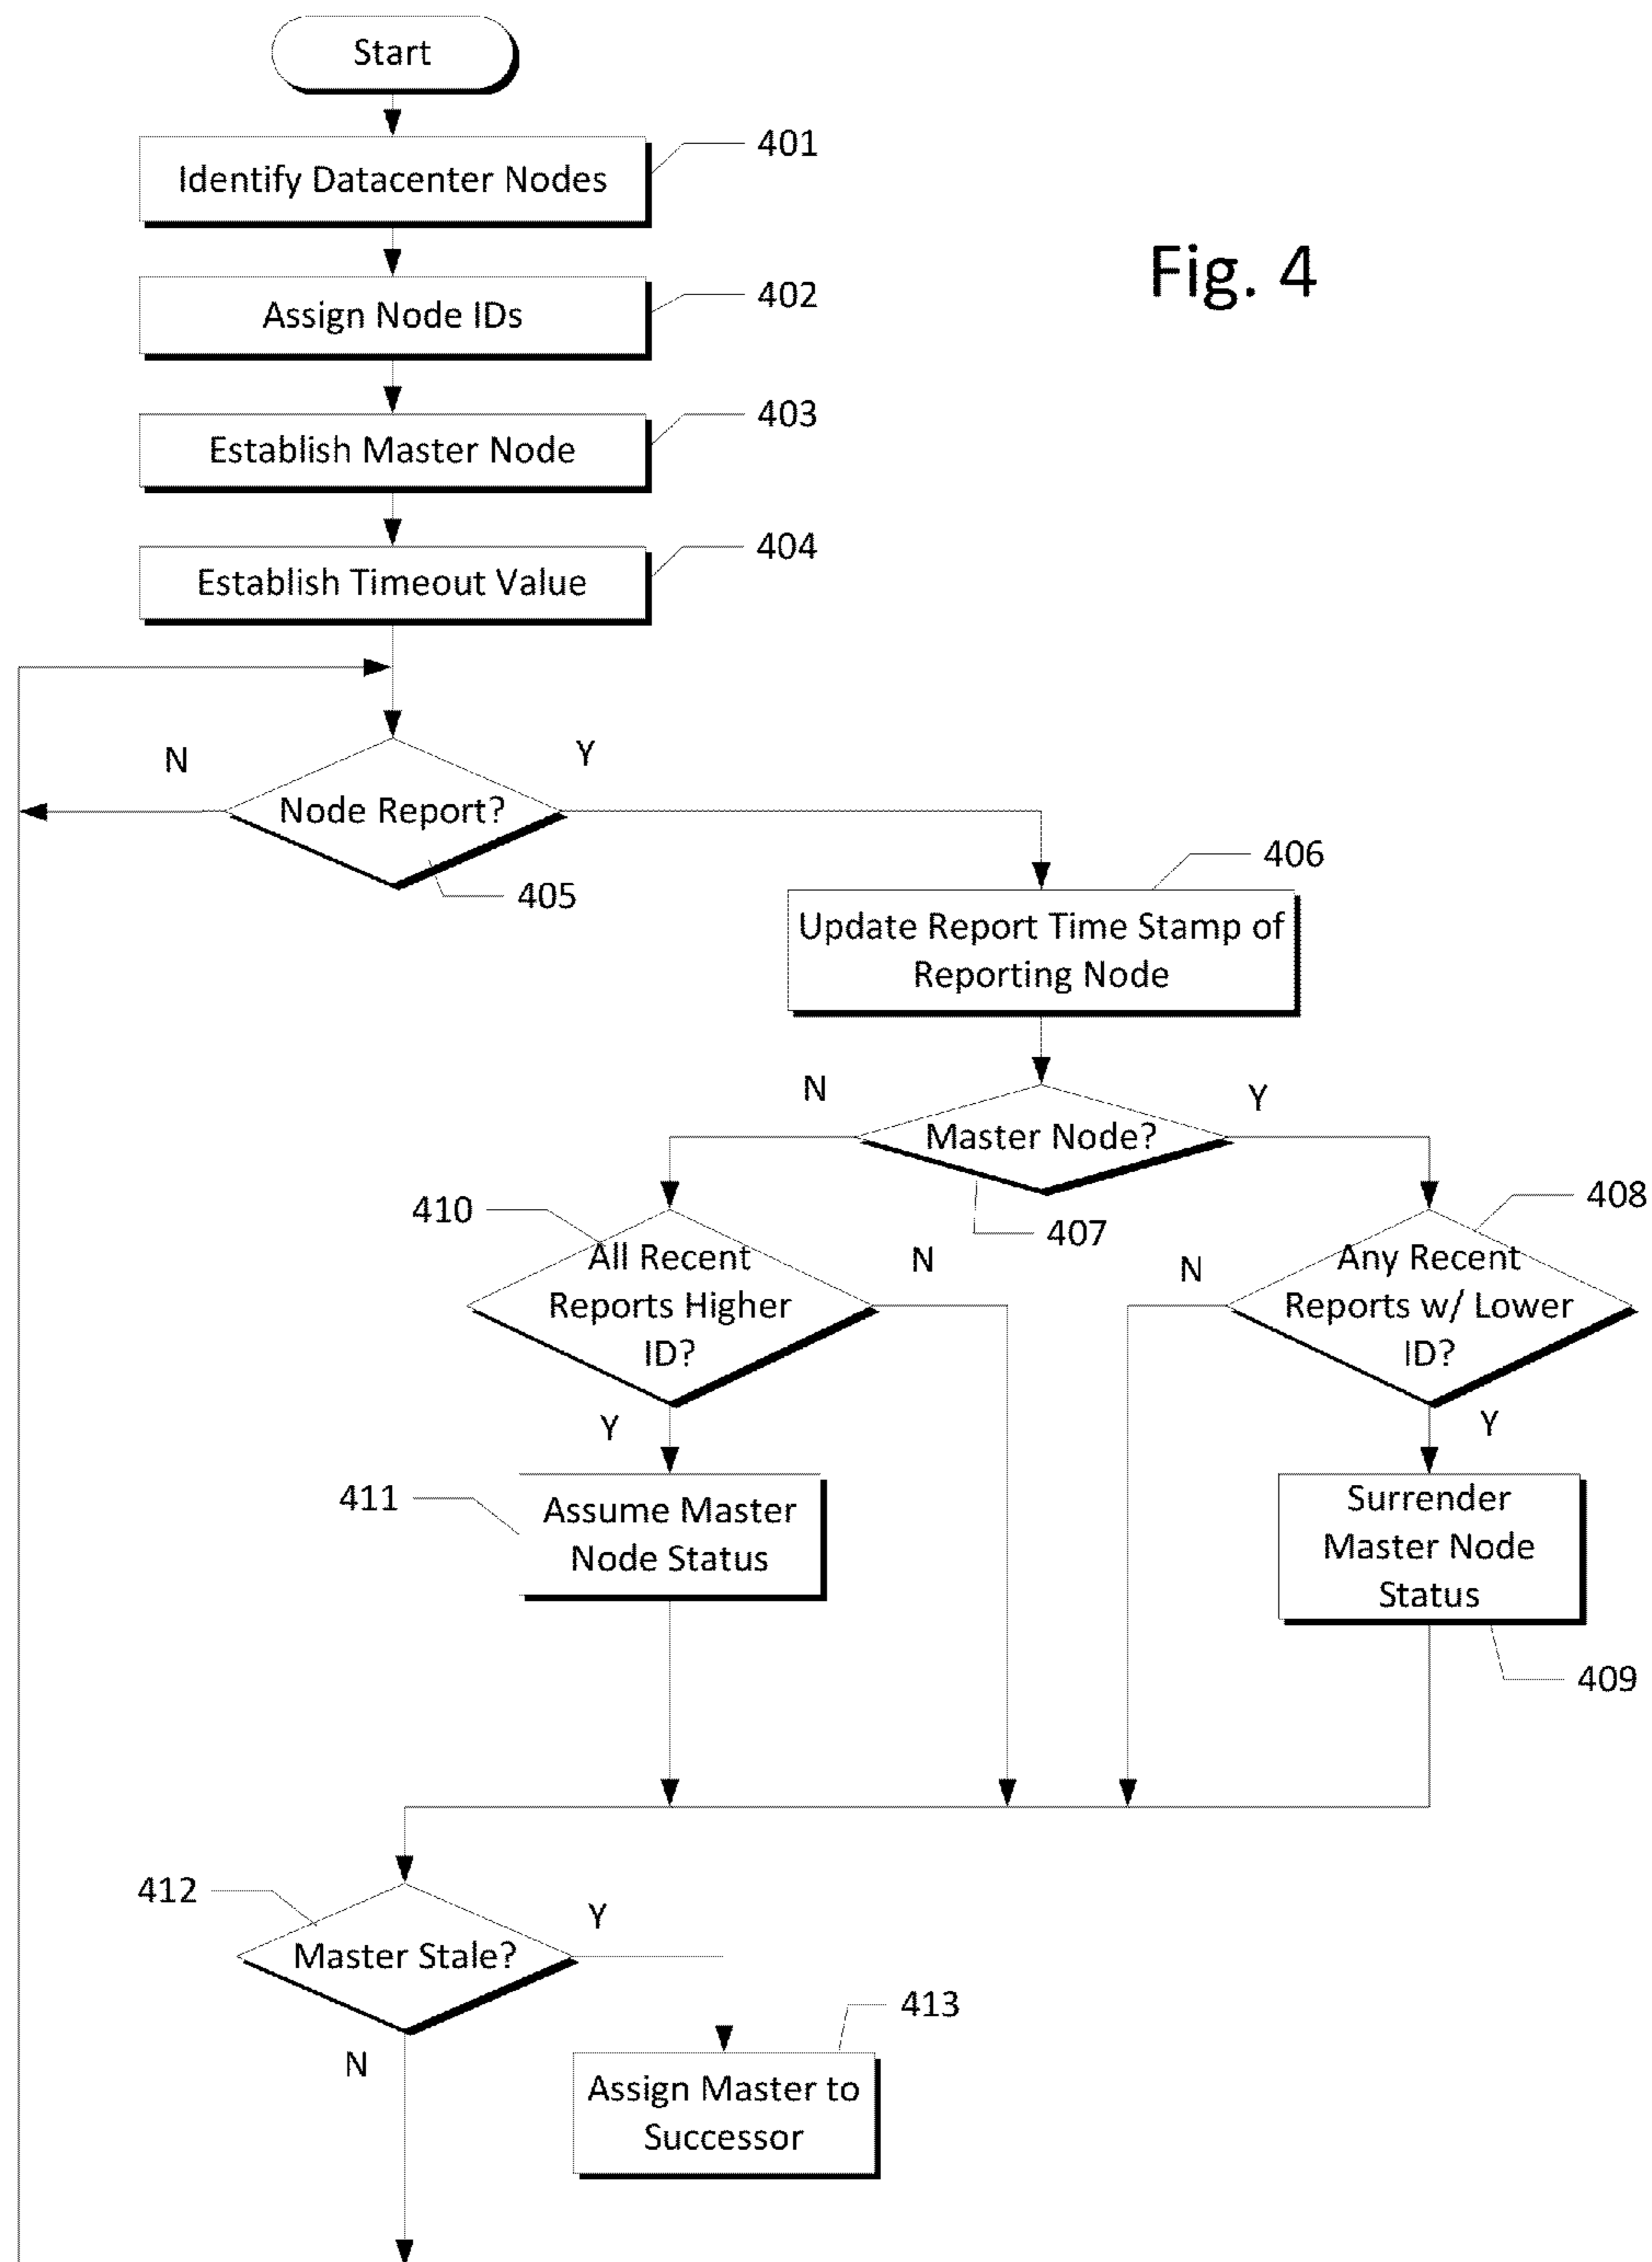 Start
Identify Datacenter Nodes
401
Fig. 4
Assign Node IDs
402
Establish Master Node
403
Establish Timeout Value
404
N
Y
Node Report?
405
406
Update Report Time Stamp of
Reporting Node
N
Y
Master Node?
407
410
All Recent
Reports Higher
ID?
N
408
N
Any Recent
Reports w/ Lower
ID?
Y
Y
411
Assume Master
Node Status
Surrender
Master Node
Status
409
412
Y
Master Stale?
N
413
Assign Master to
Successor